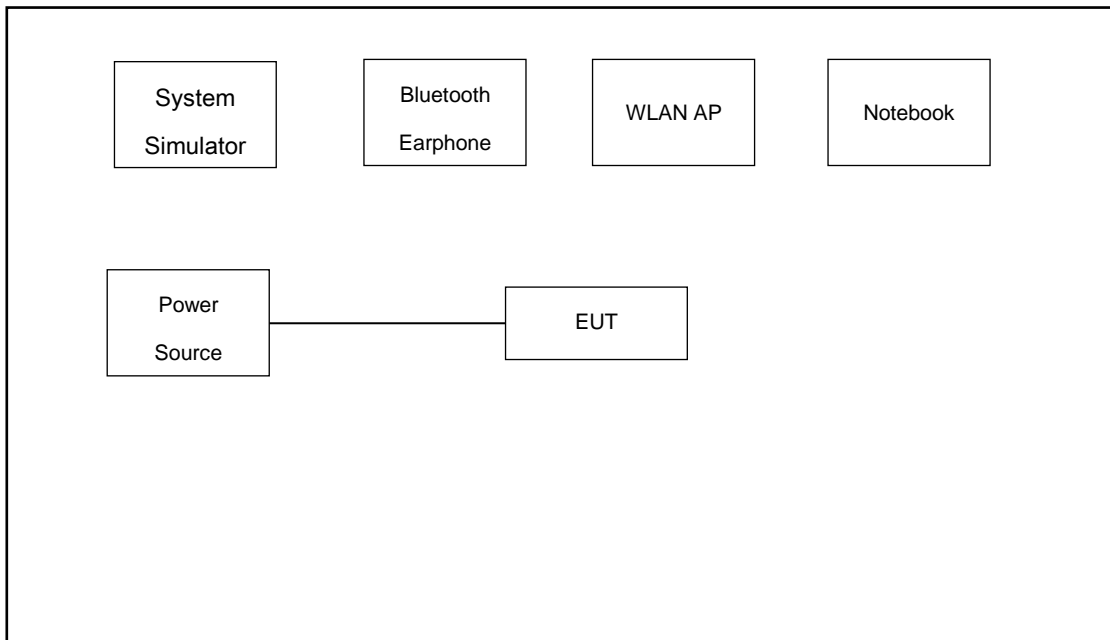 System
Simulator
Bluetooth
Earphone
WLAN AP
Notebook
Power
Source
EUT